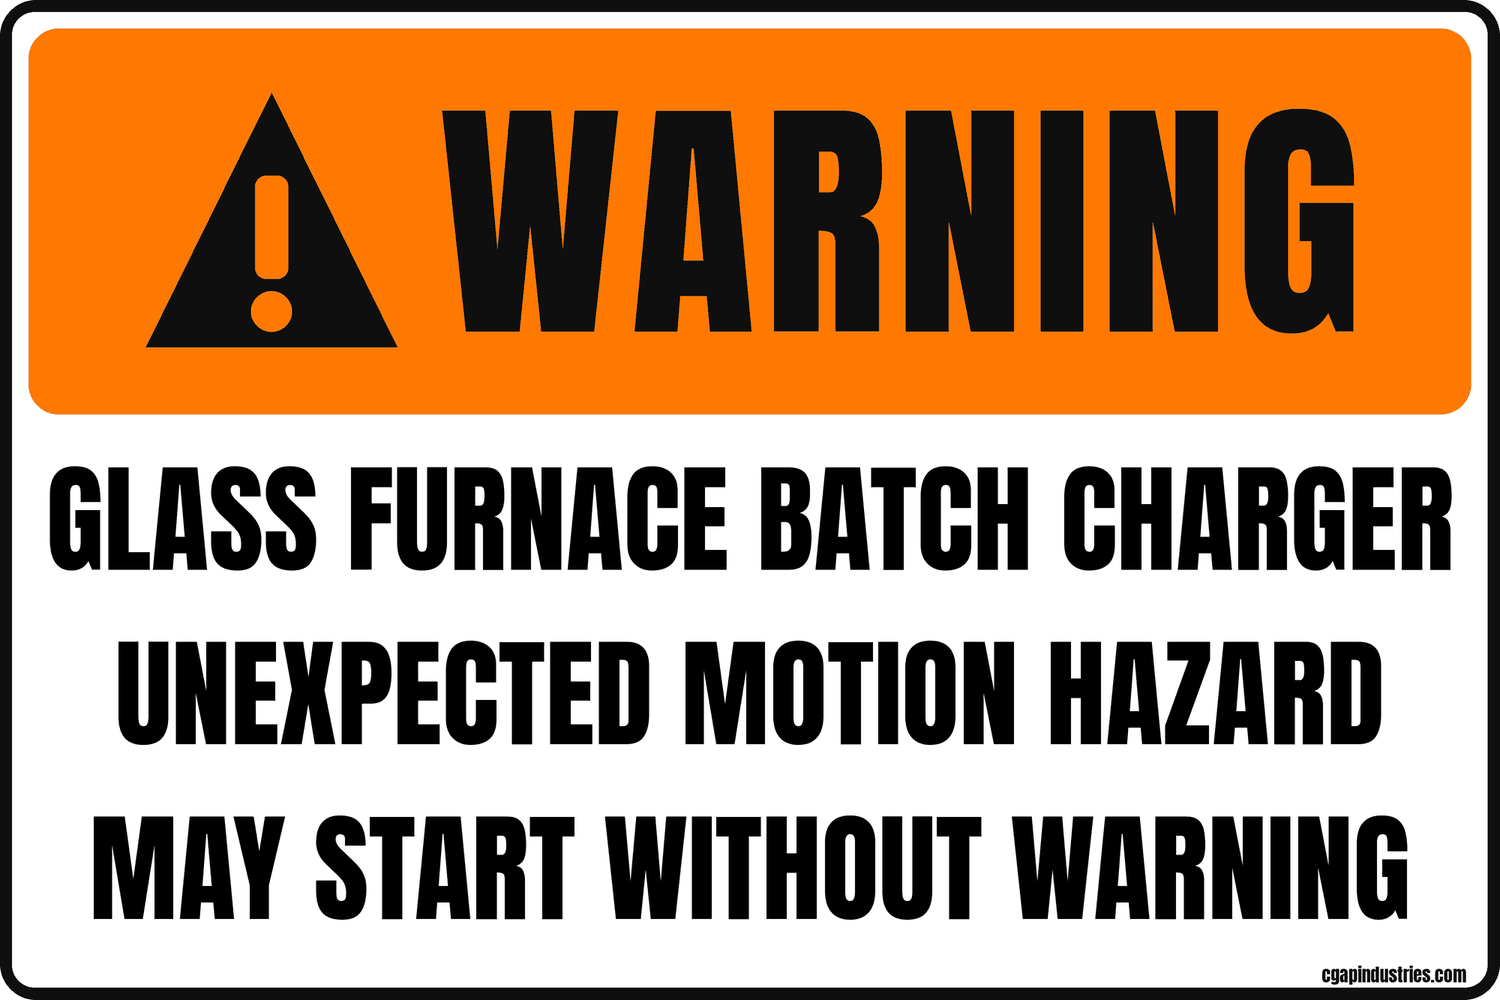 WARNING
GLASS FURNACE BATCH CHARGER
UNEXPECTED MOTION HAZARD
MAY START WITHOUT WARNING
cgapindustries.com